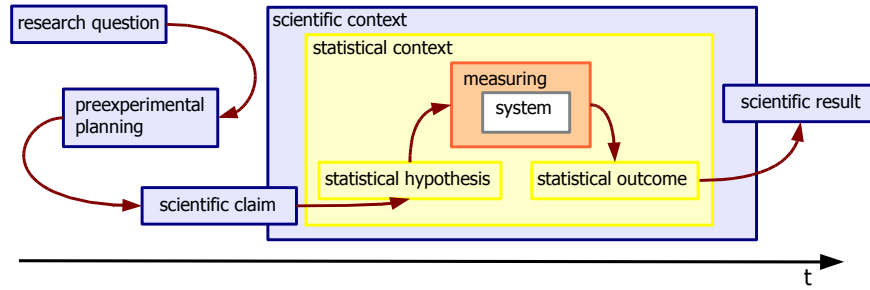 research question
scientific context
statistical context
measuring
system
preexperimental
planning
scientific result
statistical hypothesis
statistical outcome
scientific claim
t